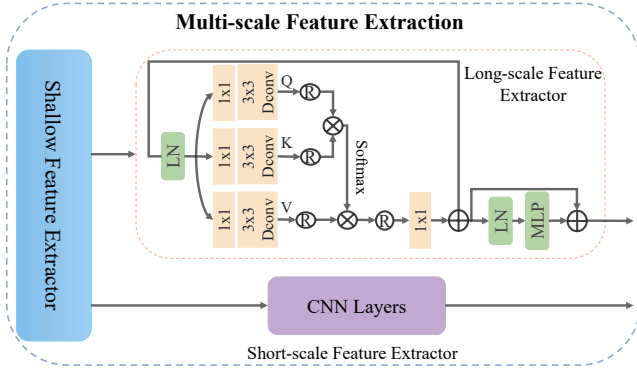 Multi-scale Feature Extraction
Shallow Feature Extractor
Long-scale Feature
Extractor
LN
1x1
3x3
Dconv
Q
R
1x1
3x3
Dconv
K
R
Softmax
1x1
3x3
Dconv
V
R
R
1x1
LN
MLP
CNN Layers
Short-scale Feature Extractor